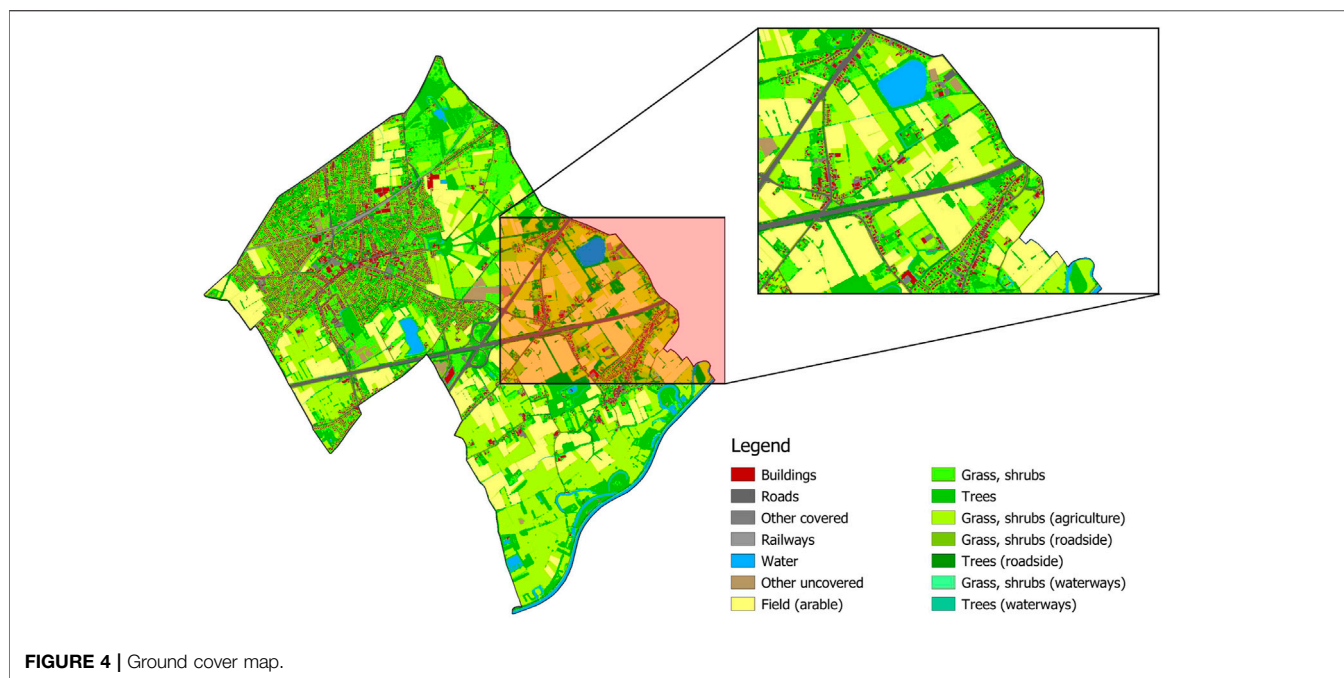 Legend
Buildings
Roads
Other covered
Railways
Water
Other uncovered
Field (arable)
Grass, shrubs
Trees
Grass, shrubs (agriculture)
Grass, shrubs (roadside)
Trees (roadside)
Grass, shrubs (waterways)
Trees (waterways)
FIGURE 4 | Ground cover map.